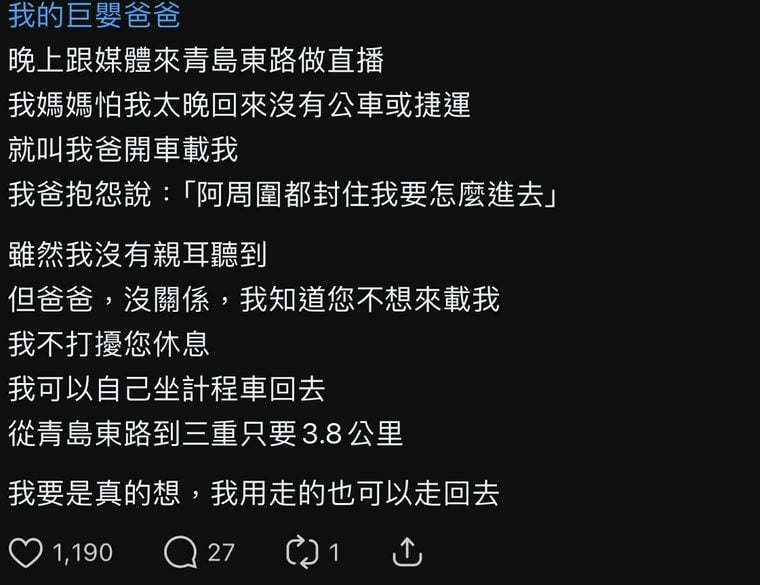 我的巨嬰爸爸
晚上跟媒體來青島東路做直播
我媽媽怕我太晚回來沒有公車或捷運
就叫我爸開車載我
我爸抱怨說：「阿周圍都封住我要怎麼進去」
雖然我沒有親耳聽到
但爸爸，沒關係，我知道您不想來載我
我不打擾您休息
我可以自己坐計程車回去
從青島東路到三重只要3.8公里
我要是真的想，我用走的也可以走回去
1,190 27 1